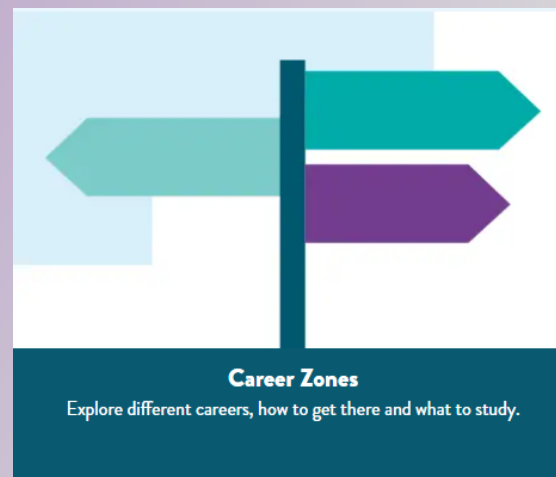 Career Zones
Explore different careers, how to get there and what to study.